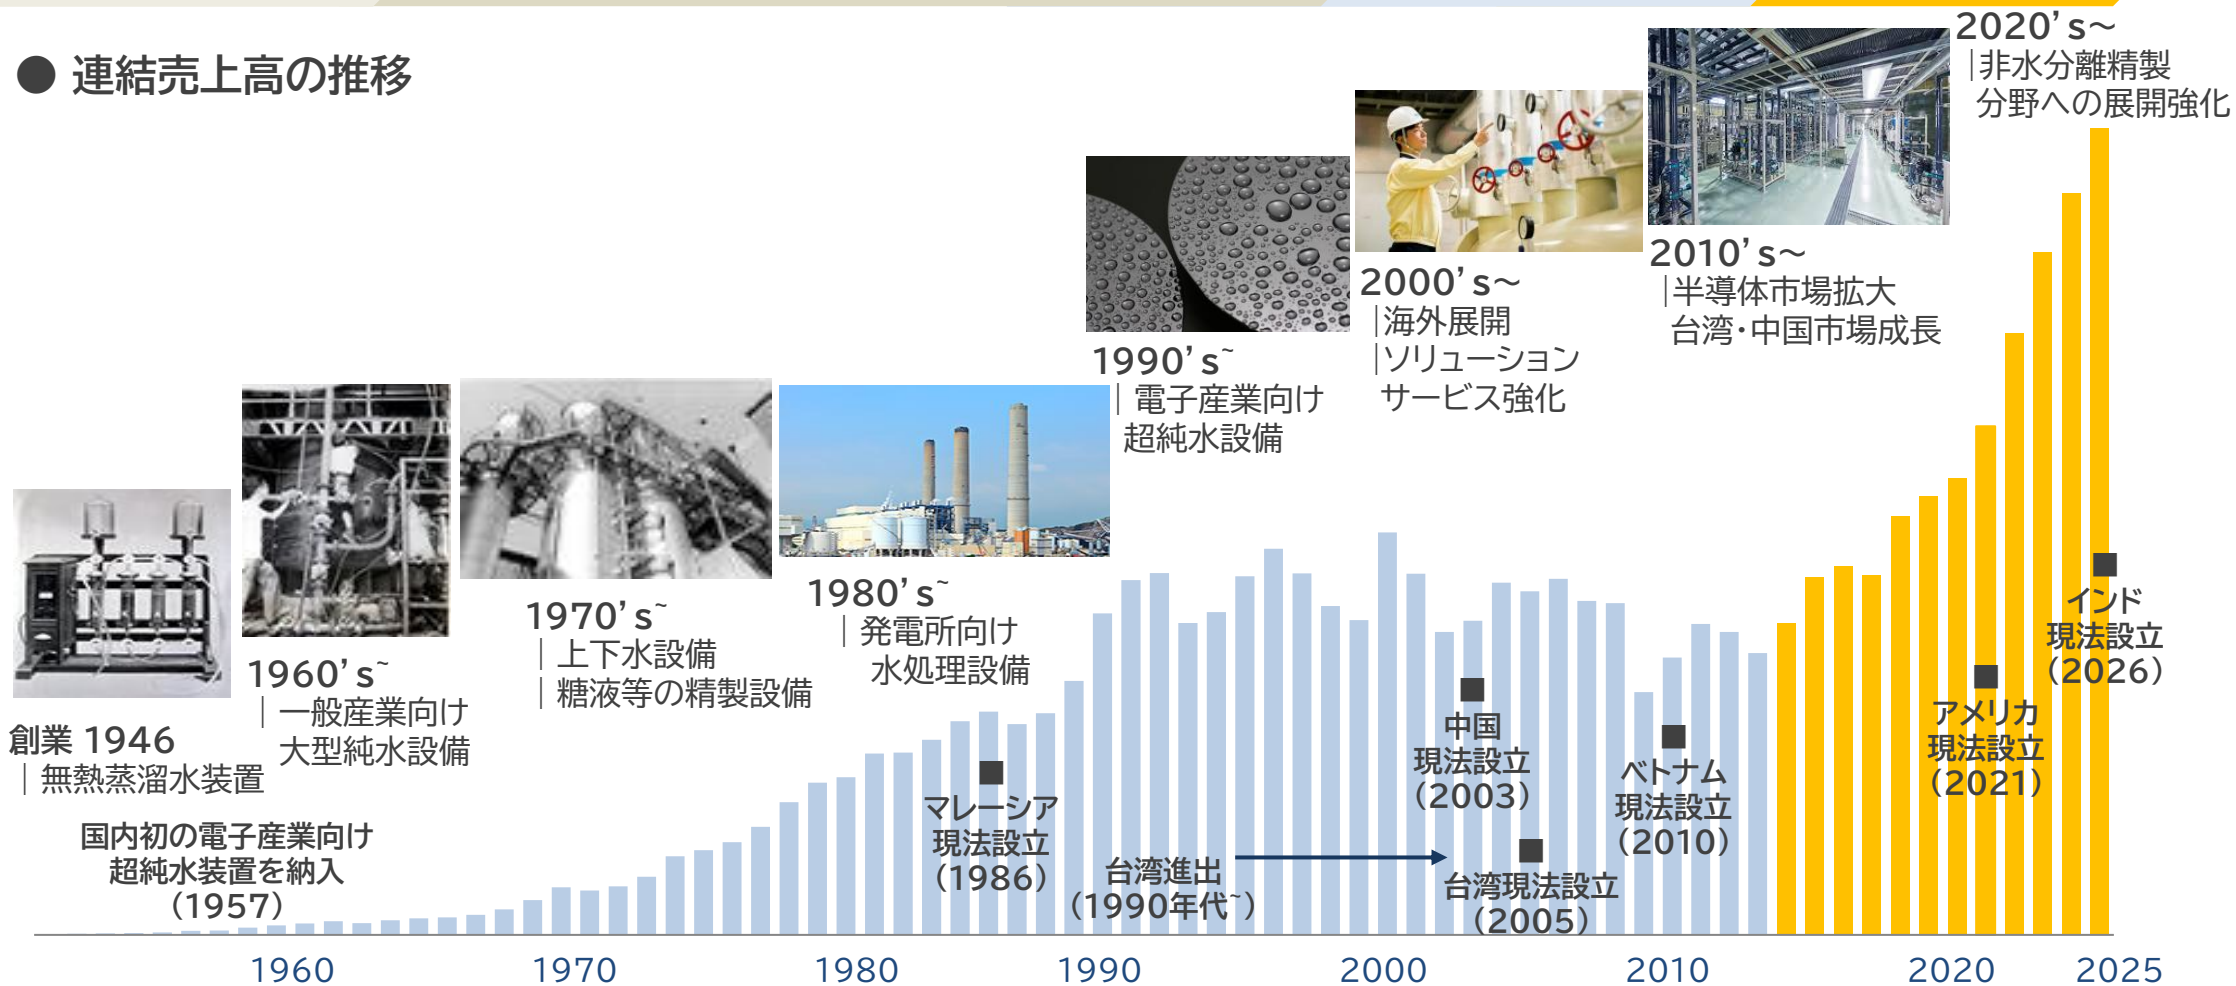 ● 連結売上高の推移
創業 1946
｜無熱蒸溜水装置
国内初の電子産業向け
超純水装置を納入
（1957）
1960’s~
｜一般産業向け
大型純水設備
1970’s~
｜上下水設備
｜糖液等の精製設備
1980’s~
｜発電所向け
水処理設備
マレーシア
現法設立
（1986）
1990’s~
｜電子産業向け
超純水設備
台湾進出
（1990年代~）
2000’s～
｜海外展開
｜ソリューション
サービス強化
中国
現法設立
（2003）
台湾現法設立
（2005）
2010’s～
｜半導体市場拡大
台湾・中国市場成長
ベトナム
現法設立
（2010）
2020’s～
｜非水分離精製
分野への展開強化
アメリカ
現法設立
（2021）
インド
現法設立
（2026）
1960
1970
1980
1990
2000
2010
2020
2025